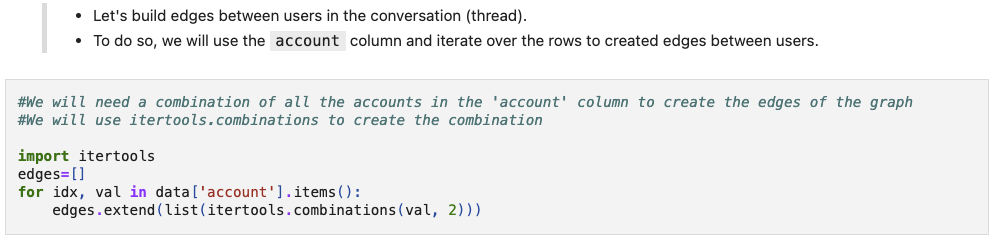 • Let's build edges between users in the conversation (thread).
• To do so, we will use the account column and iterate over the rows to created edges between users.
#We will need a combination of all the accounts in the 'account' column to create the edges of the graph
#We will use itertools.combinations to create the combination
import itertools
edges=[]
for idx, val in data['account'].items():
    edges.extend(list(itertools.combinations(val, 2)))